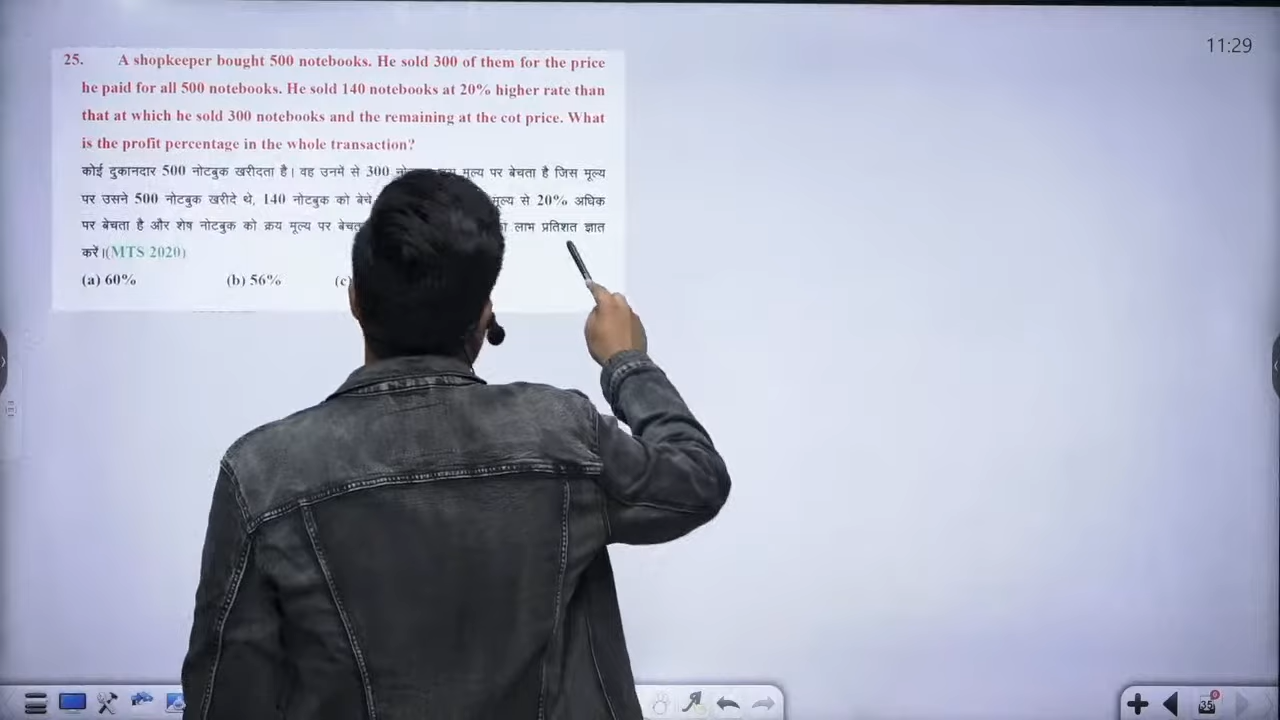 11:29
25. A shopkeeper bought 500 notebooks. He sold 300 of them for the price
he paid for all 500 notebooks. He sold 140 notebooks at 20% higher rate than
that at which he sold 300 notebooks and the remaining at the cot price. What
is the profit percentage in the whole transaction?
कोई दुकानदार 500 नोटबुक खरीदता है। वह उनमें से 300 मूल्य पर बेचता है जिस मूल्य
पर उसने 500 नोटबुक खरीदे थे, 140 नोटबुक को बेचे मूल्य से 20% अधिक
पर बेचता है और शेष नोटबुक को क्रय मूल्य पर लाभ प्रतिशत ज्ञात
करें।(MTS 2020)
(a) 60% (b) 56% (c)
35